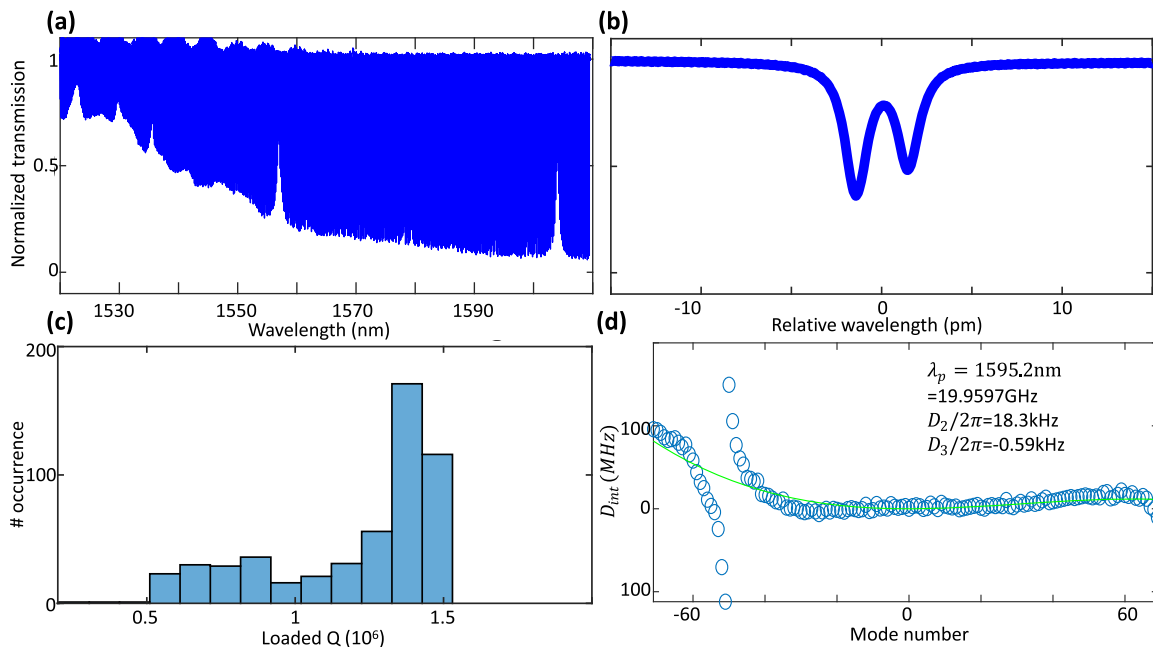 (a)
Normalized transmission
1
0.5
0
1530
1550
1570
1590
Wavelength (nm)
(b)
-10
0
10
Relative wavelength (pm)
(c)
# occurrence
200
100
0
0.5
1
1.5
Loaded Q (10⁶)
(d)
D_int (MHz)
100
0
100
-60
0
60
Mode number
λ_p = 1595.2nm
=19.9597GHz
D₂/2π=18.3kHz
D₃/2π=-0.59kHz